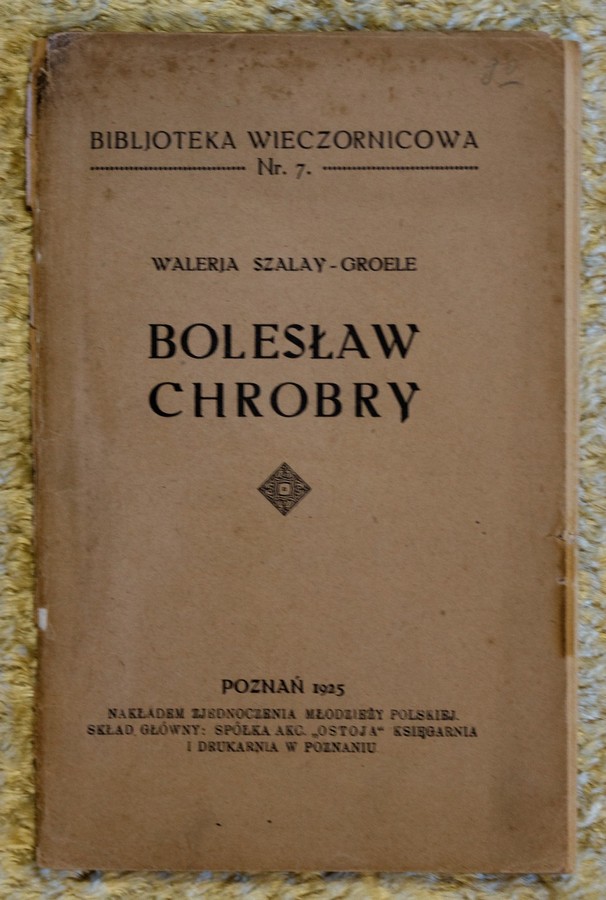 BIBLJOTEKA WIECZORNICOWA
Nr. 7.
WALERJA SZALAY-GROELE
BOLESŁAW
CHROBRY
POZNAŃ 1925
NAKŁADEM ZJEDNOCZENIA MŁODZIEŻY POLSKIEJ.
SKŁAD GŁÓWNY: SPÓŁKA AKC. „OSTOJA“ KSIĘGARNIA
I DRUKARNIA W POZNANIU